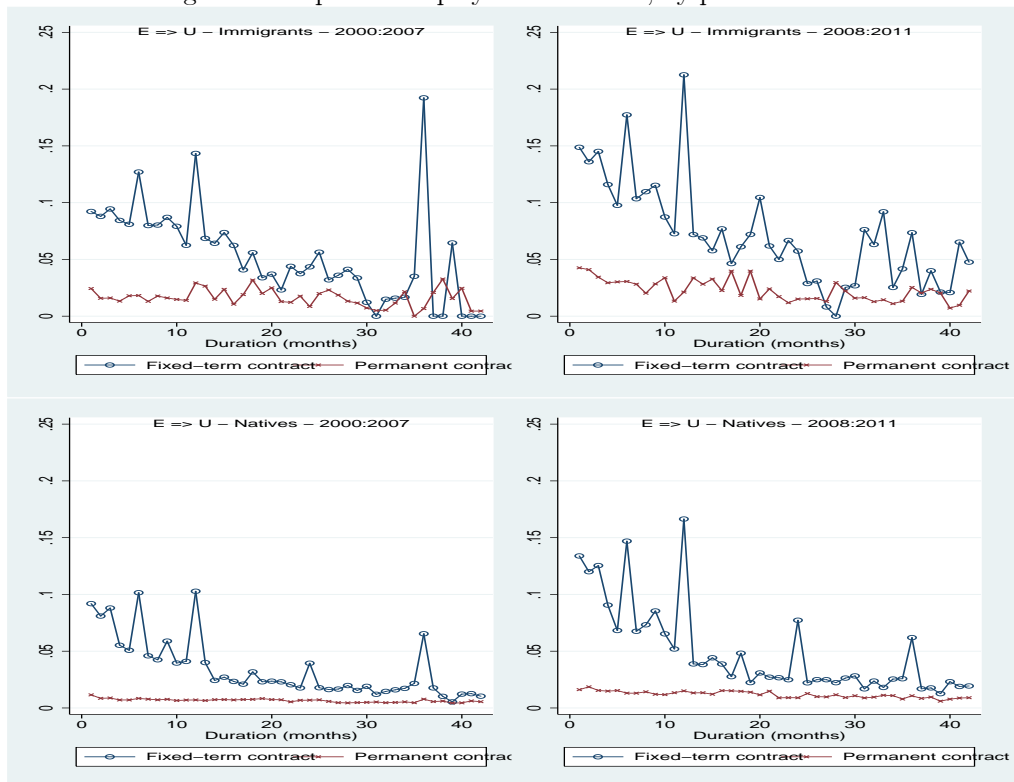 E => U – Immigrants – 2000:2007
.25
.2
.15
.1
.05
0
0 10 20 30 40
Duration (months)
Fixed–term contract Permanent contrac
E => U – Immigrants – 2008:2011
.25
.2
.15
.1
.05
0
0 10 20 30 40
Duration (months)
Fixed–term contract Permanent contrac
E => U – Natives – 2000:2007
.25
.2
.15
.1
.05
0
0 10 20 30 40
Duration (months)
Fixed–term contract Permanent contrac
E => U – Natives – 2008:2011
.25
.2
.15
.1
.05
0
0 10 20 30 40
Duration (months)
Fixed–term contract Permanent contrac